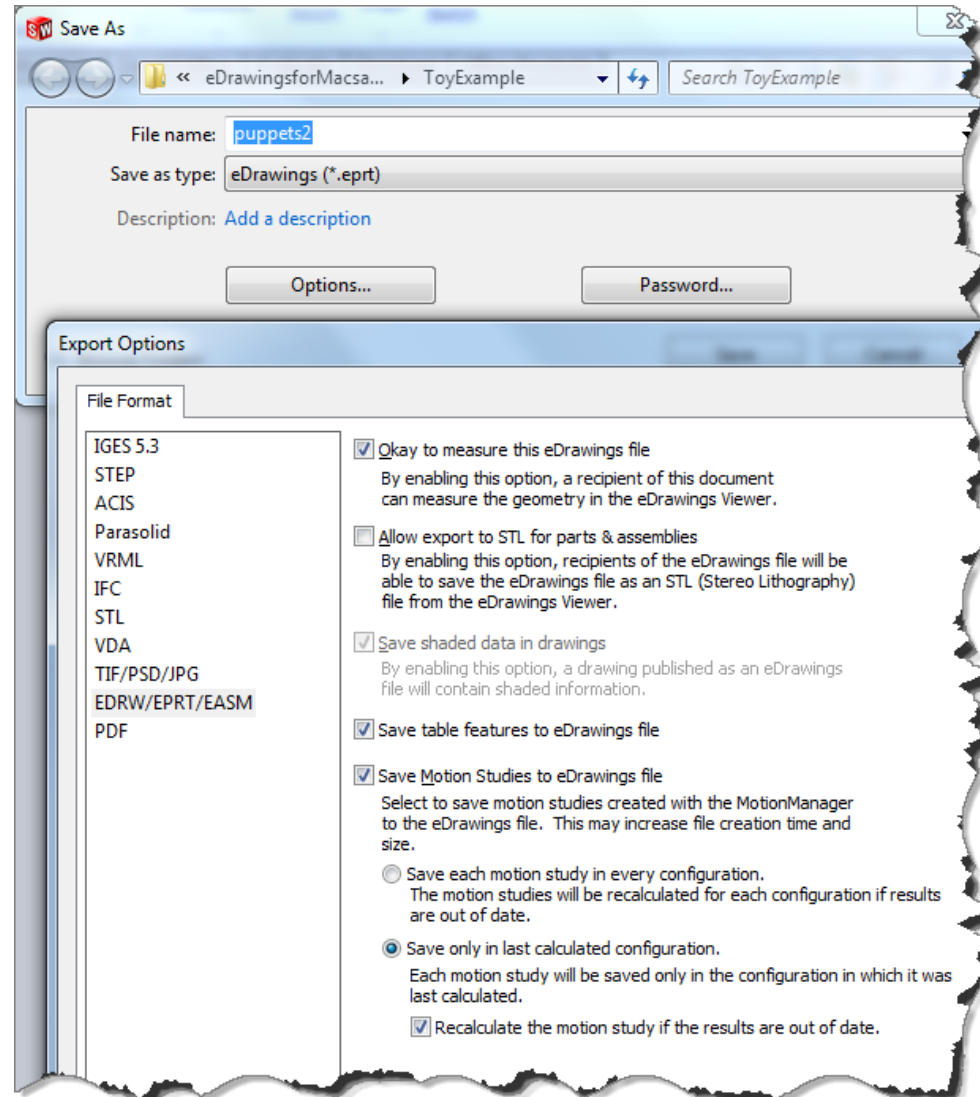 SW Save As
« eDrawingsforMacsa... ▸ ToyExample Search ToyExample
File name: puppets2
Save as type: eDrawings (*.eprt)
Description: Add a description
Options... Password...
Export Options
File Format
IGES 5.3
STEP
ACIS
Parasolid
VRML
IFC
STL
VDA
TIF/PSD/JPG
EDRW/EPRT/EASM
PDF
Okay to measure this eDrawings file
By enabling this option, a recipient of this document
can measure the geometry in the eDrawings Viewer.
Allow export to STL for parts & assemblies
By enabling this option, recipients of the eDrawings file will be
able to save the eDrawings file as an STL (Stereo Lithography)
file from the eDrawings Viewer.
Save shaded data in drawings
By enabling this option, a drawing published as an eDrawings
file will contain shaded information.
Save table features to eDrawings file
Save Motion Studies to eDrawings file
Select to save motion studies created with the MotionManager
to the eDrawings file. This may increase file creation time and
size.
Save each motion study in every configuration.
The motion studies will be recalculated for each configuration if results
are out of date.
Save only in last calculated configuration.
Each motion study will be saved only in the configuration in which it was
last calculated.
Recalculate the motion study if the results are out of date.